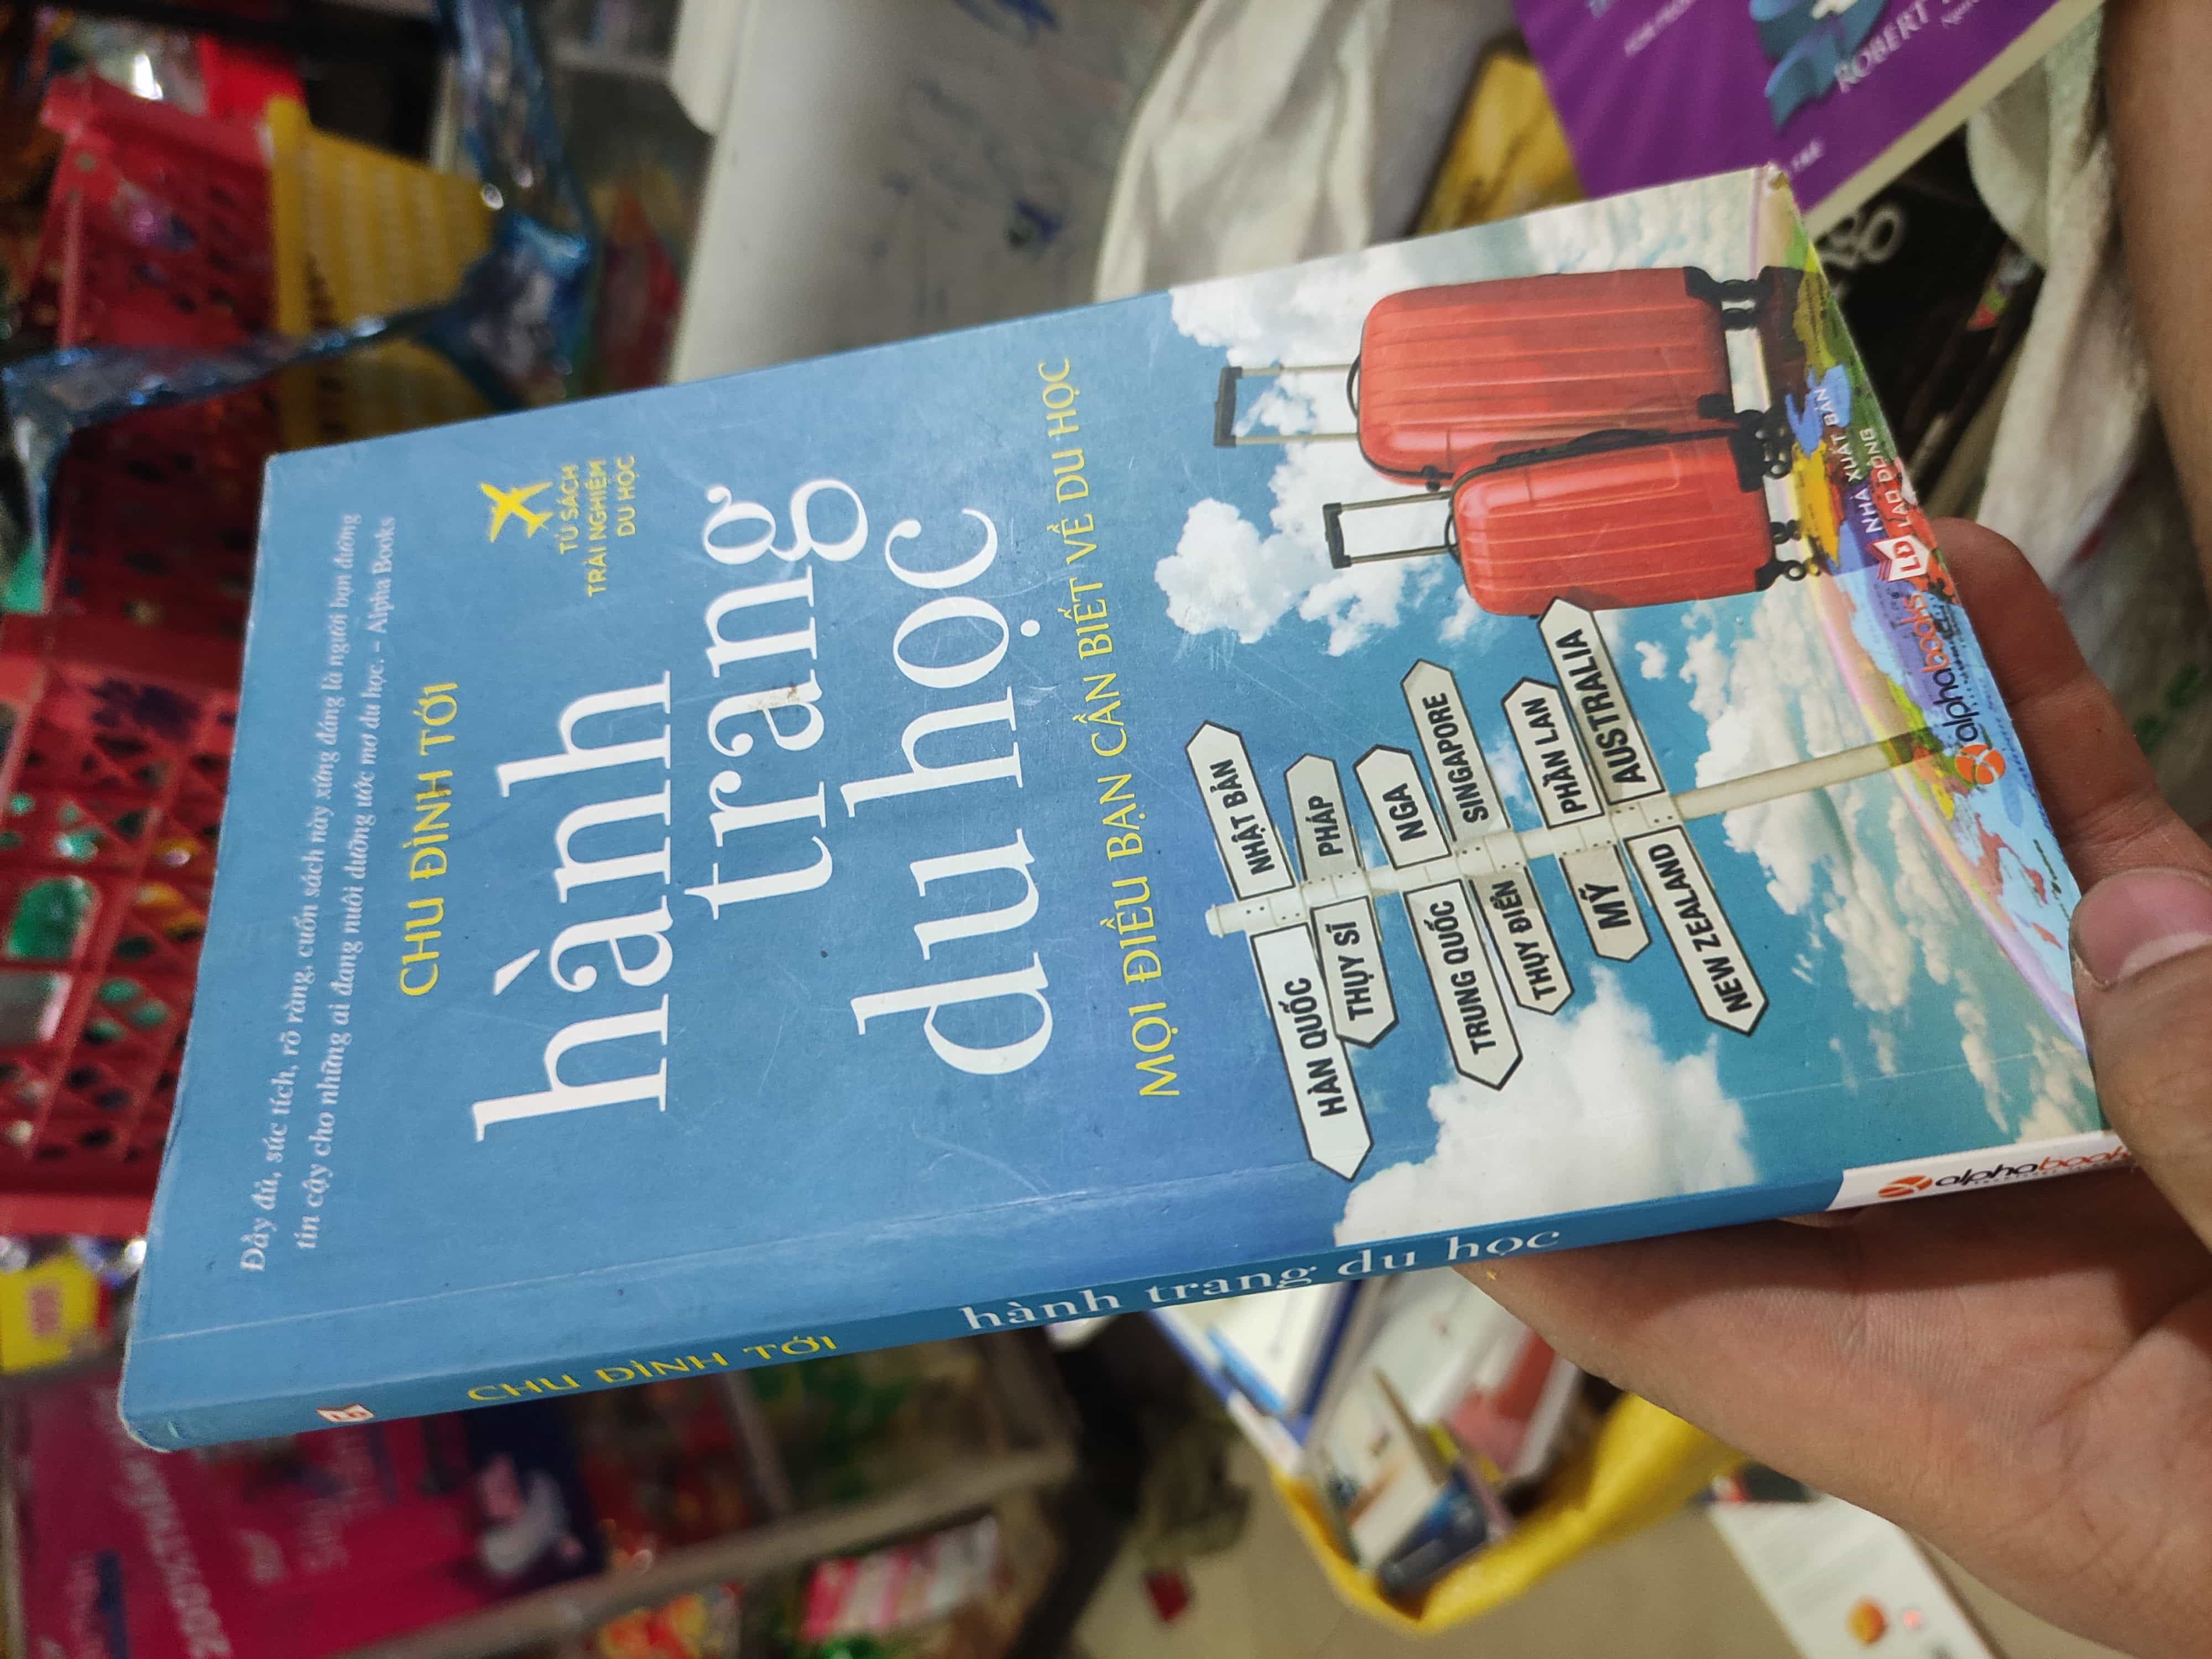 Đầy đủ, súc tích, rõ ràng, cuốn sách này xứng đáng là người bạn đường
tin cậy cho những ai đang nuôi dưỡng ước mơ du học. – Alpha Books
CHU ĐÌNH TỚI
TỦ SÁCH
TRẢI NGHIỆM
DU HỌC
hành
trang
du học
MỌI ĐIỀU BẠN CẦN BIẾT VỀ DU HỌC
NHẬT BẢN
HÀN QUỐC
PHÁP
THỤY SĨ
NGA
TRUNG QUỐC
SINGAPORE
THỤY ĐIỂN
PHẦN LAN
MỸ
AUSTRALIA
NEW ZEALAND
alphabooks
LĐ
NHÀ XUẤT BẢN
LAO ĐỘNG
CHU ĐÌNH TỚI
hành trang du học
alphabooks
ROBERT